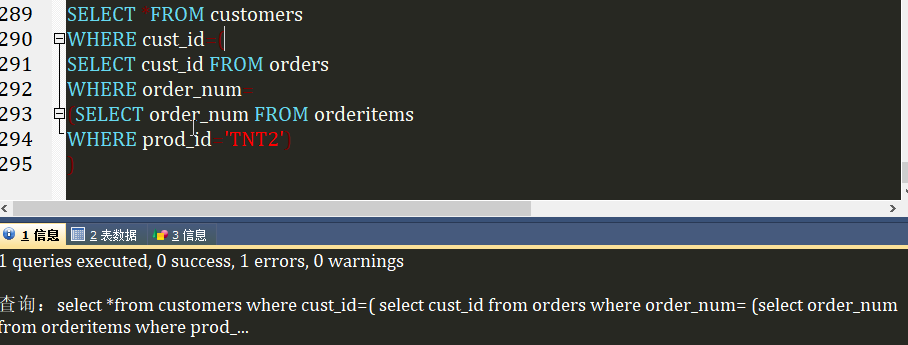 289 SELECT *FROM customers
290 WHERE cust_id=(
291 SELECT cust_id FROM orders
292 WHERE order_num=
293 (SELECT order_num FROM orderitems
294 WHERE prod_id='TNT2')
295 )
1 信息 2 表数据 3 信息
1 queries executed, 0 success, 1 errors, 0 warnings
查询：select *from customers where cust_id=( select cust_id from orders where order_num= (select order_num
from orderitems where prod_...